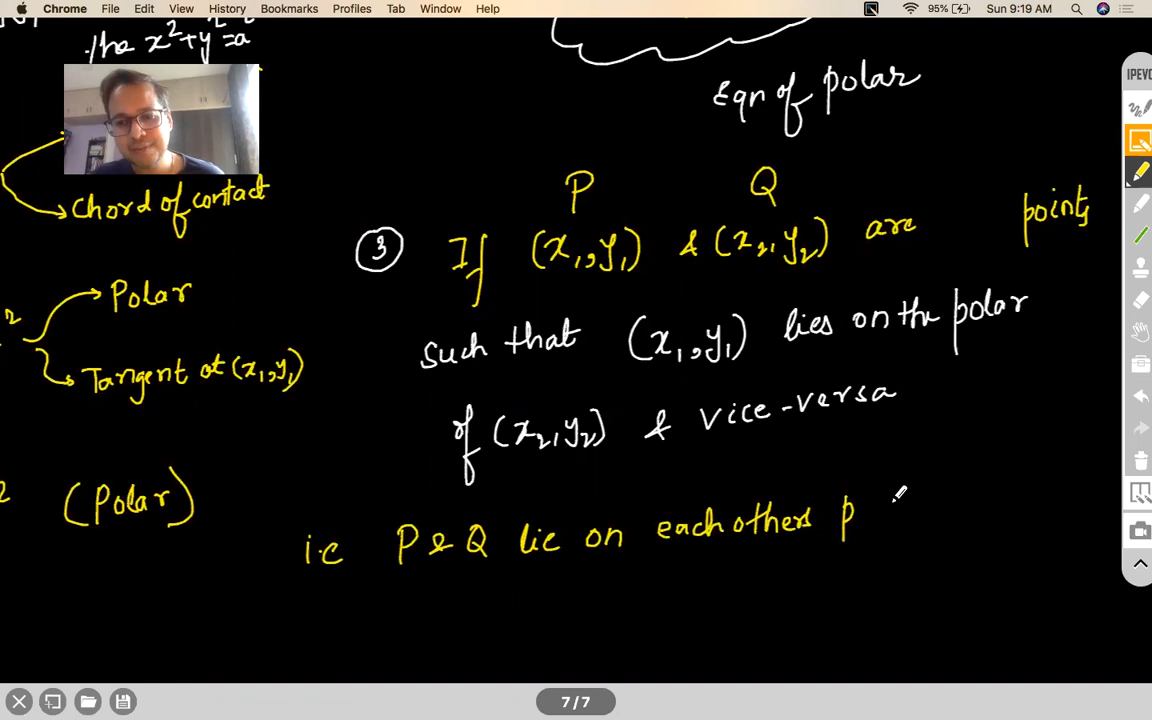 Chrome File Edit View History Bookmarks Profiles Tab Window Help 95% Sun 9:19 AM
the x²+y²=a²
Eqn of polar
IPEVO
Chord of contact
P Q
③ If (x₁,y₁) & (x₂,y₂) are points
Polar
such that (x₁,y₁) lies on the polar
Tangent at (x₁,y₁)
of (x₂,y₂) & vice-versa
(Polar)
i.e P & Q lie on each others p
7/7